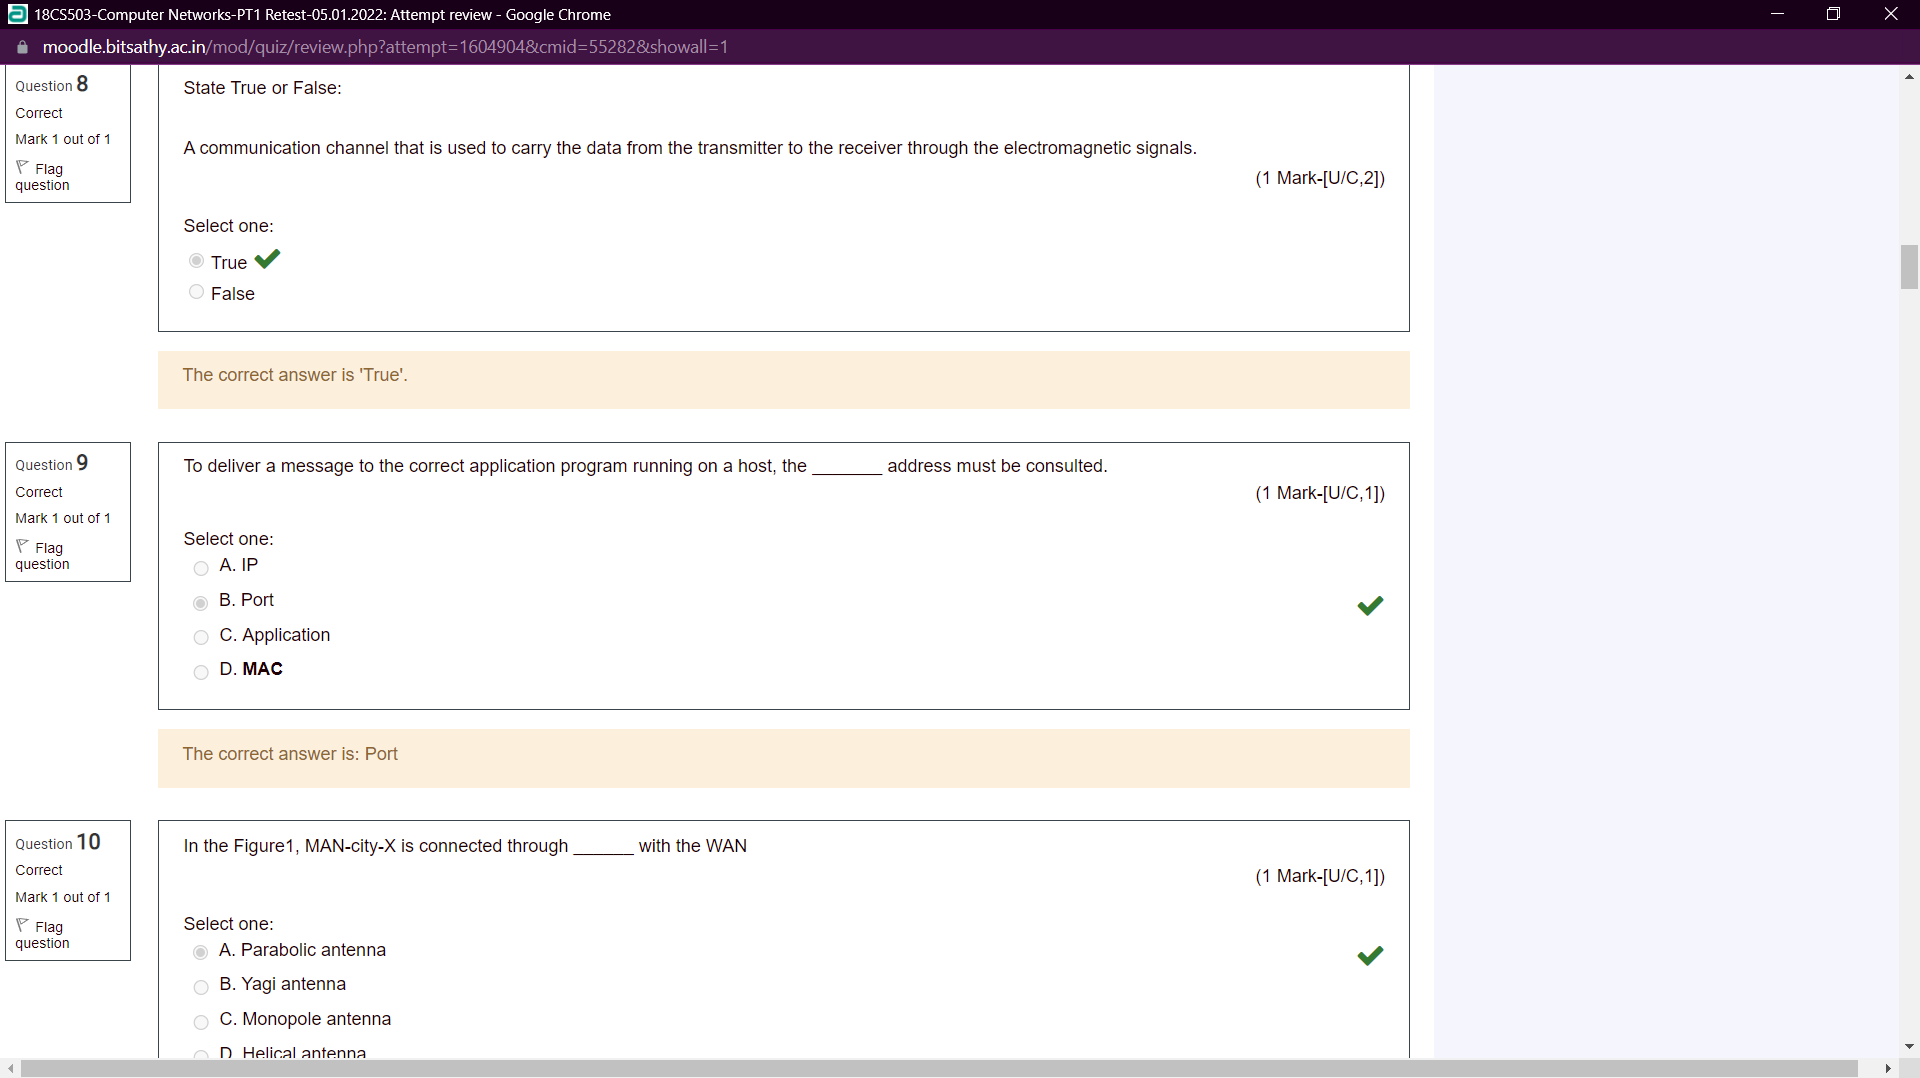 18CS503-Computer Networks-PT1 Retest-05.01.2022: Attempt review - Google Chrome
moodle.bitsathy.ac.in/mod/quiz/review.php?attempt=1604904&cmid=55282&showall=1
Question 8
Correct
Mark 1 out of 1
Flag
question
State True or False:
A communication channel that is used to carry the data from the transmitter to the receiver through the electromagnetic signals.
(1 Mark-[U/C,2])
Select one:
True
False
The correct answer is 'True'.
Question 9
Correct
Mark 1 out of 1
Flag
question
To deliver a message to the correct application program running on a host, the _______ address must be consulted.
(1 Mark-[U/C,1])
Select one:
A. IP
B. Port
C. Application
D. MAC
The correct answer is: Port
Question 10
Correct
Mark 1 out of 1
Flag
question
In the Figure1, MAN-city-X is connected through ______ with the WAN
(1 Mark-[U/C,1])
Select one:
A. Parabolic antenna
B. Yagi antenna
C. Monopole antenna
D. Helical antenna